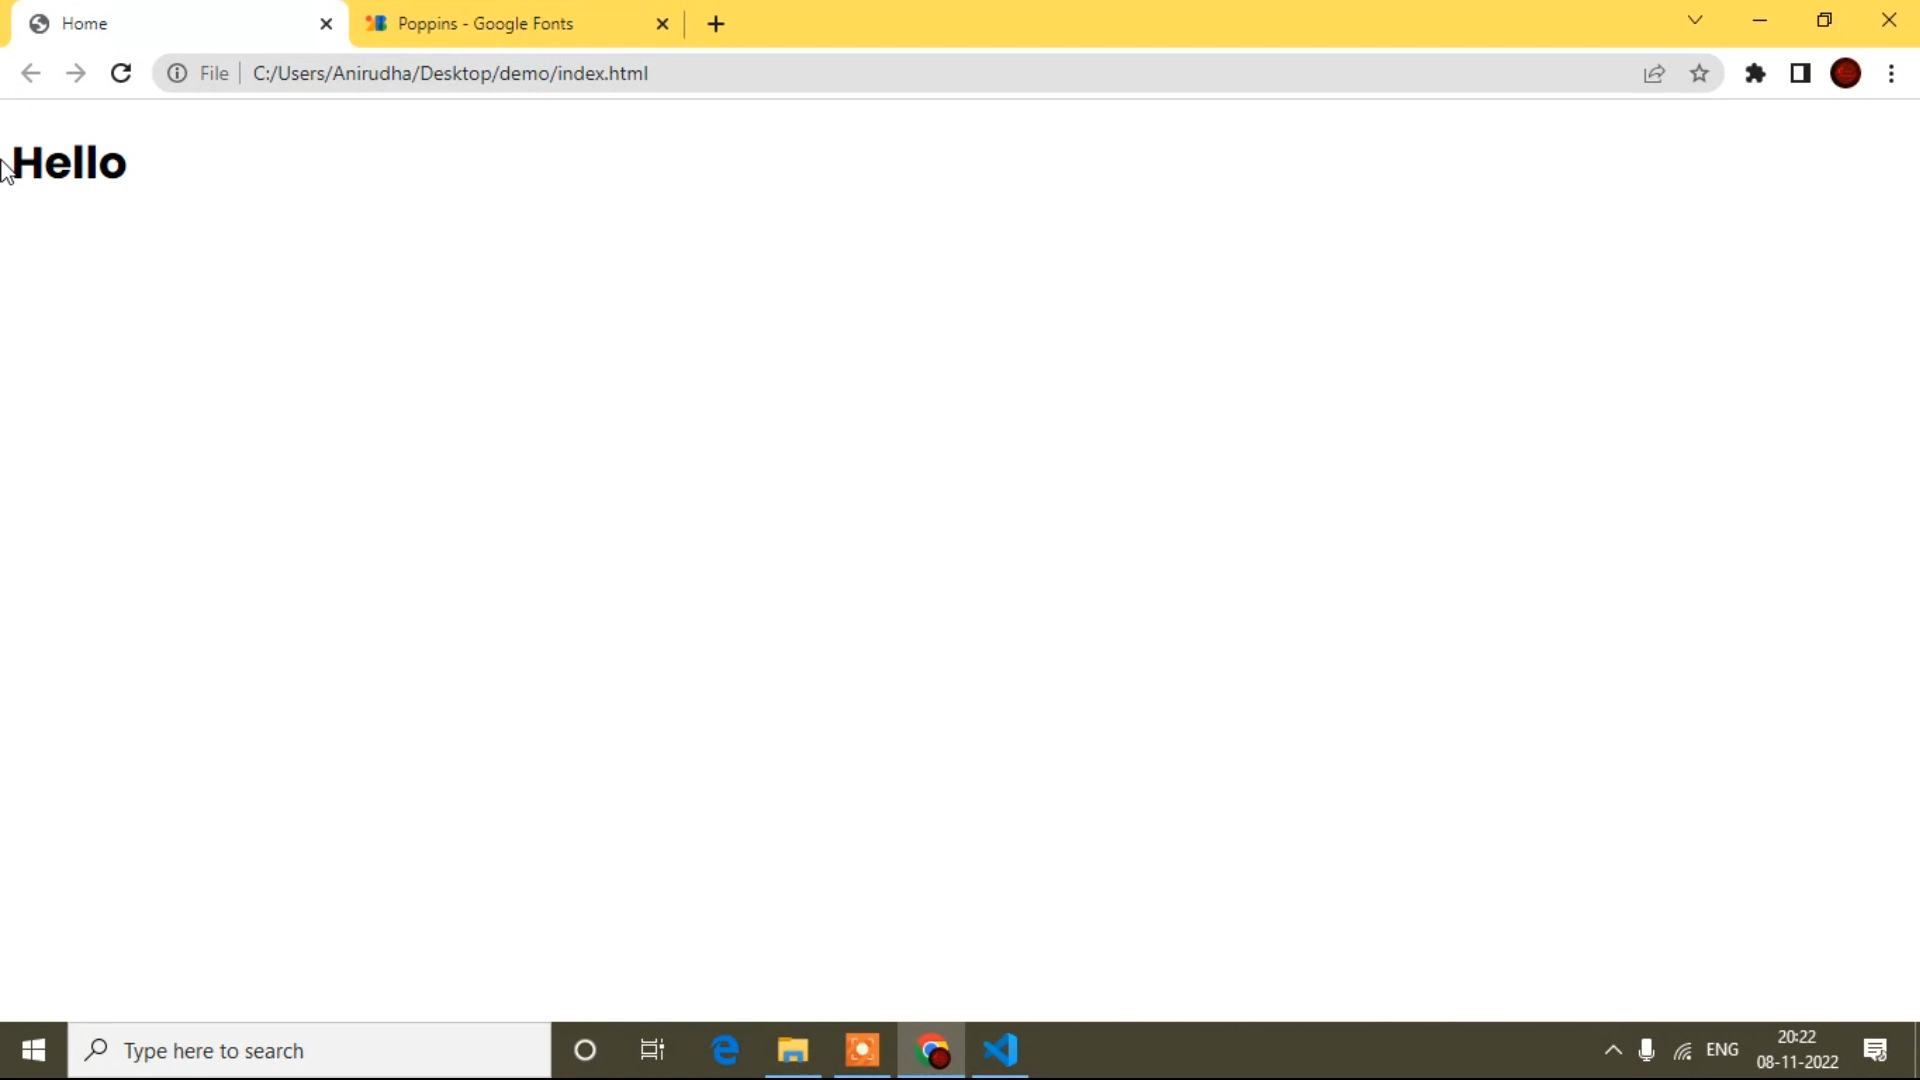 Home
Poppins - Google Fonts
File
C:/Users/Anirudha/Desktop/demo/index.html
Hello
Type here to search
ENG
20:22
08-11-2022